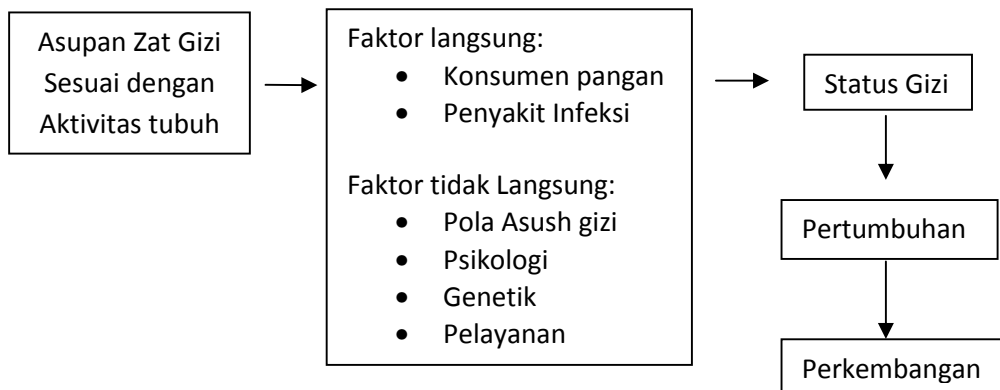 Asupan Zat Gizi
Sesuai dengan
Aktivitas tubuh
Faktor langsung:
• Konsumen pangan
• Penyakit Infeksi
Faktor tidak Langsung:
• Pola Asush gizi
• Psikologi
• Genetik
• Pelayanan
Status Gizi
Pertumbuhan
Perkembangan